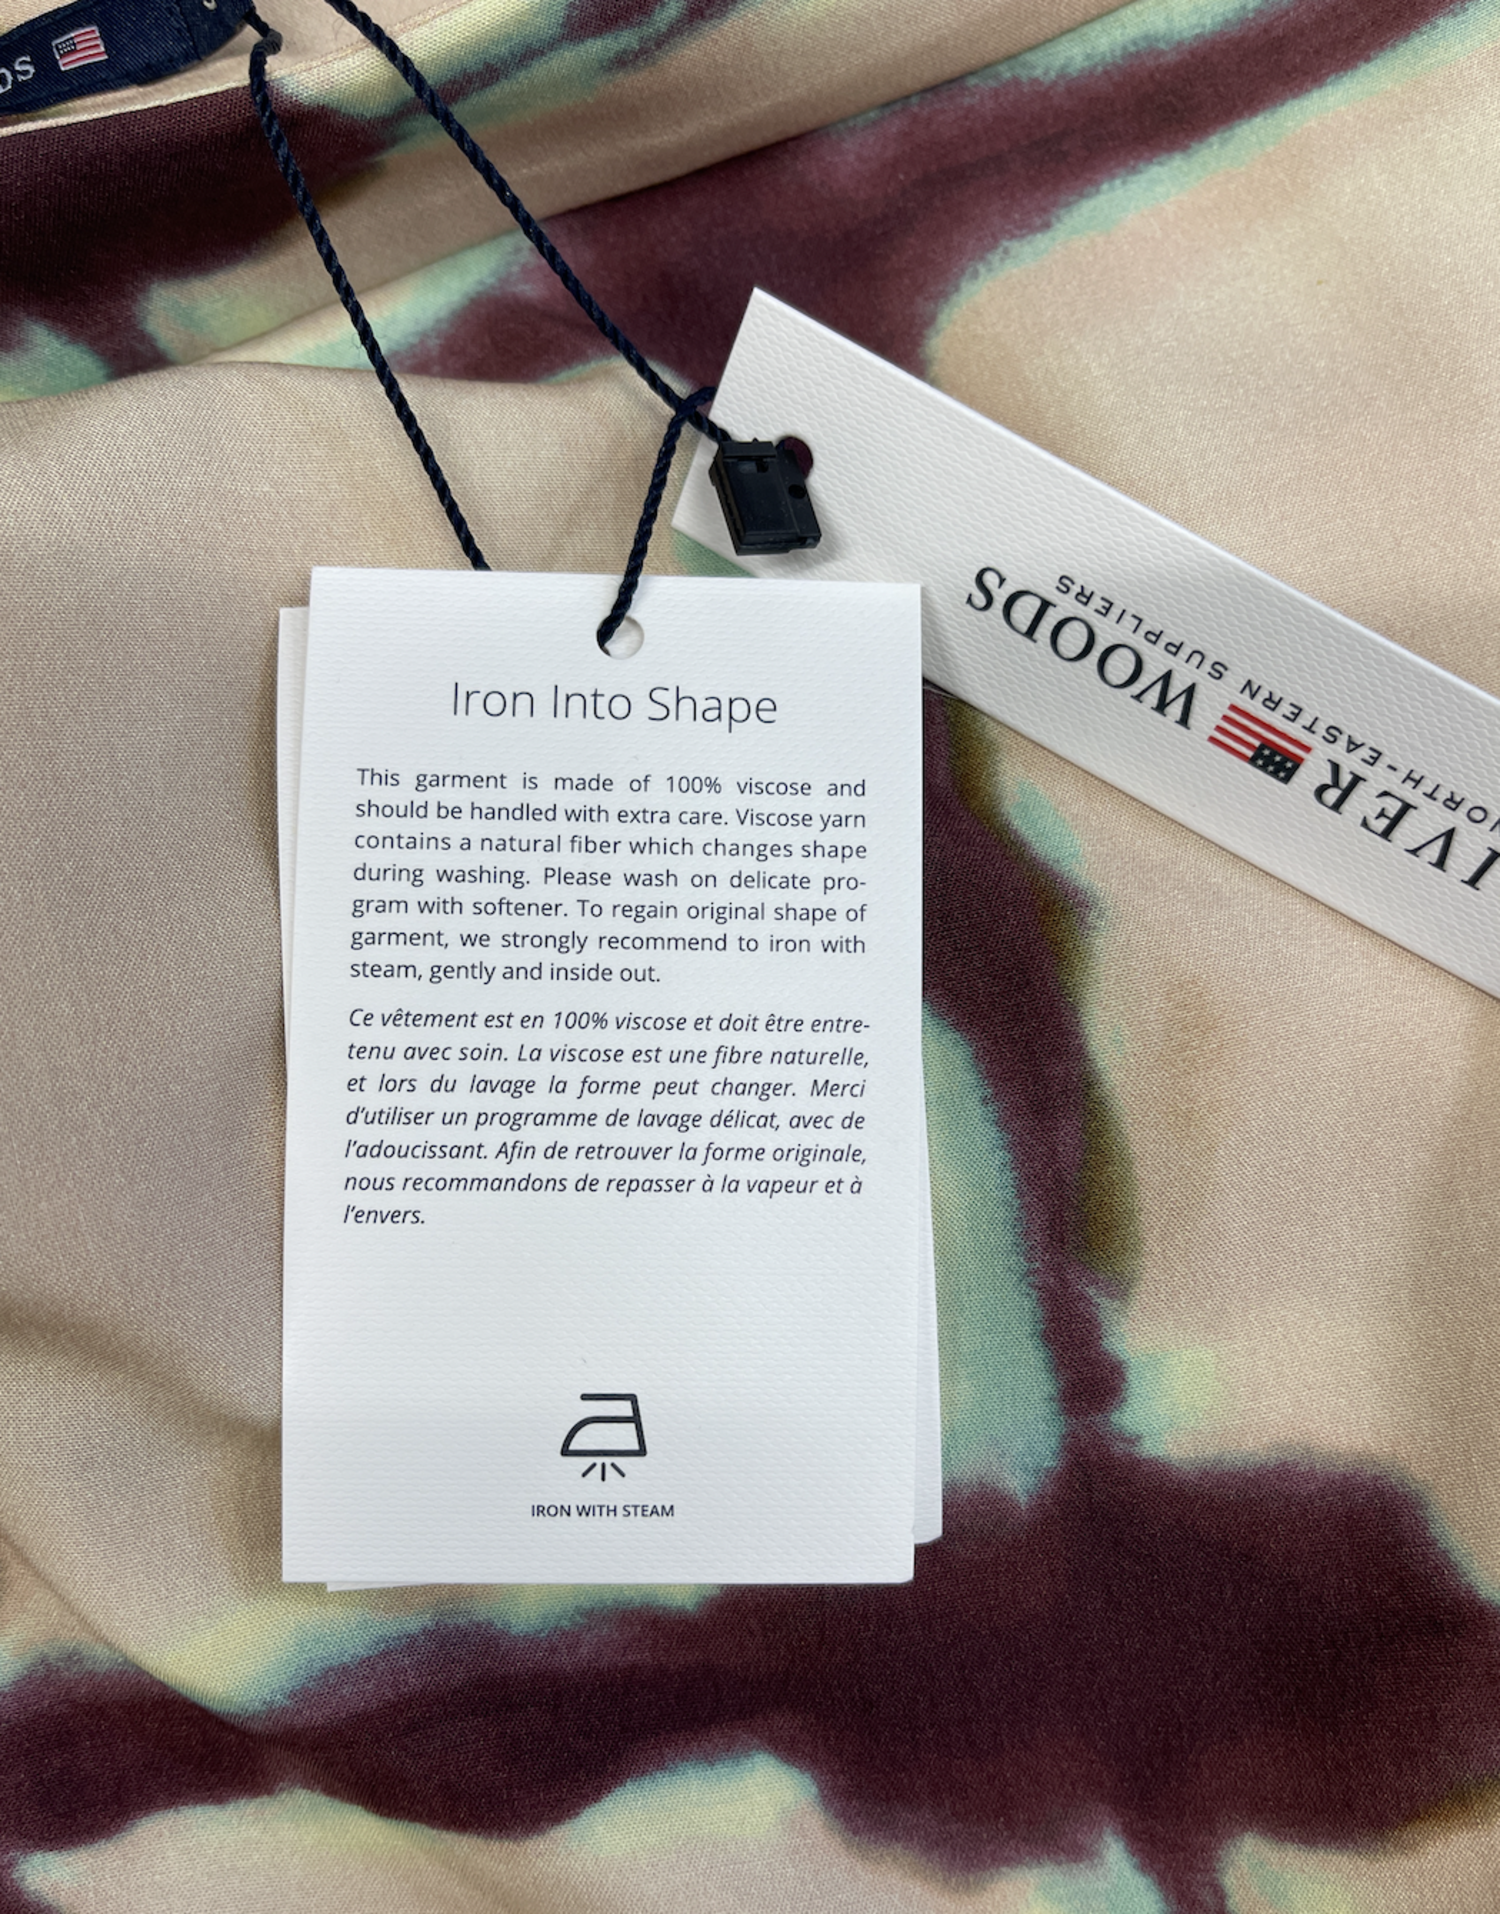 DS
WOODS
IVER
NORTH-EASTERN SUPPLIERS
Iron Into Shape
This garment is made of 100% viscose and
should be handled with extra care. Viscose yarn
contains a natural fiber which changes shape
during washing. Please wash on delicate pro-
gram with softener. To regain original shape of
garment, we strongly recommend to iron with
steam, gently and inside out.
Ce vêtement est en 100% viscose et doit être entre-
tenu avec soin. La viscose est une fibre naturelle,
et lors du lavage la forme peut changer. Merci
d'utiliser un programme de lavage délicat, avec de
l'adoucissant. Afin de retrouver la forme originale,
nous recommandons de repasser à la vapeur et à
l'envers.
IRON WITH STEAM